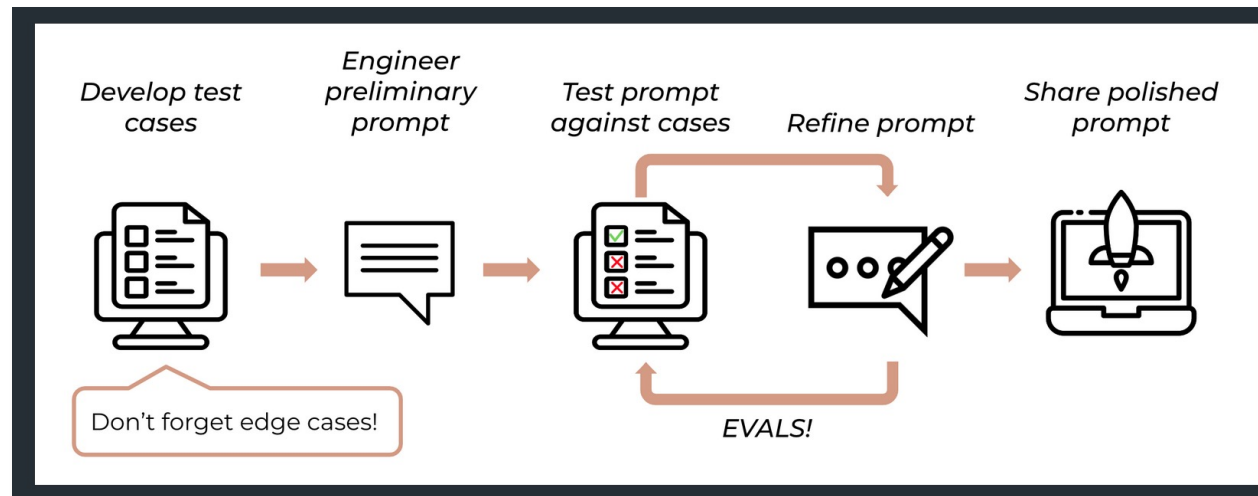 Develop test
cases
Engineer
preliminary
prompt
Test prompt
against cases
Refine prompt
Share polished
prompt
Don't forget edge cases!
EVALS!